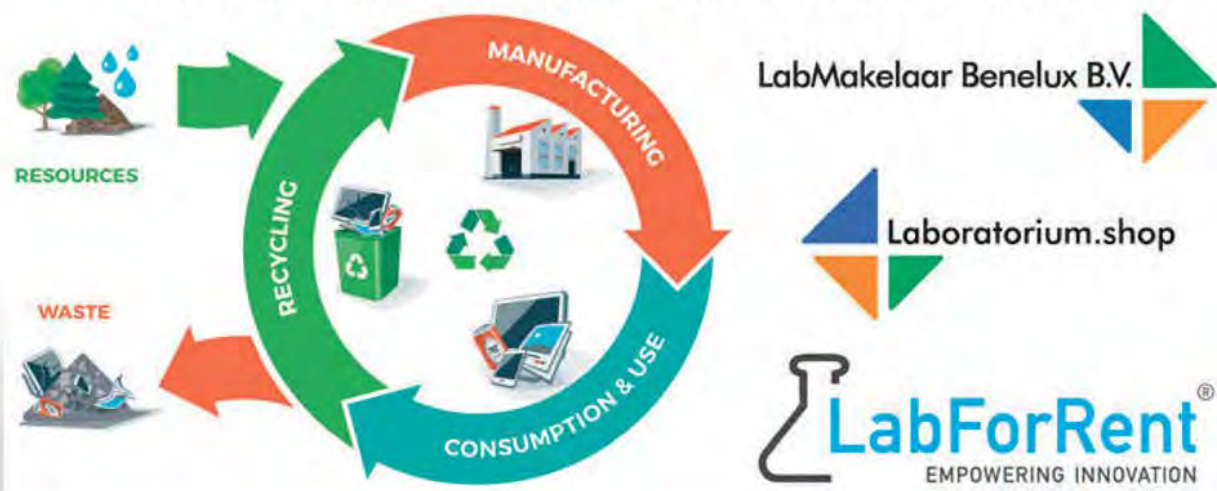 RESOURCES
WASTE
RECYCLING
MANUFACTURING
CONSUMPTION & USE
LabMakelaar Benelux B.V.
Laboratorium.shop
LabForRent®
EMPOWERING INNOVATION